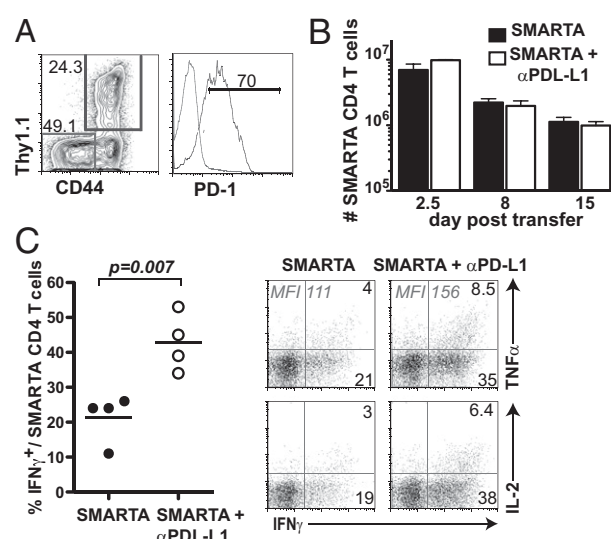 A
24.3
49.1
Thy1.1
CD44
70
PD-1
B
SMARTA
SMARTA +
αPDL-L1
# SMARTA CD4 T cells
10⁷
10⁶
10⁵
2.5 8 15
day post transfer
C
p=0.007
% IFNγ⁺/ SMARTA CD4 T cells
60
50
40
30
20
10
0
SMARTA SMARTA +
αPDL-L1
SMARTA SMARTA + αPD-L1
MFI 111 4
21
MFI 156 8.5
35
TNFα
3
19
6.4
38
IL-2
IFNγ